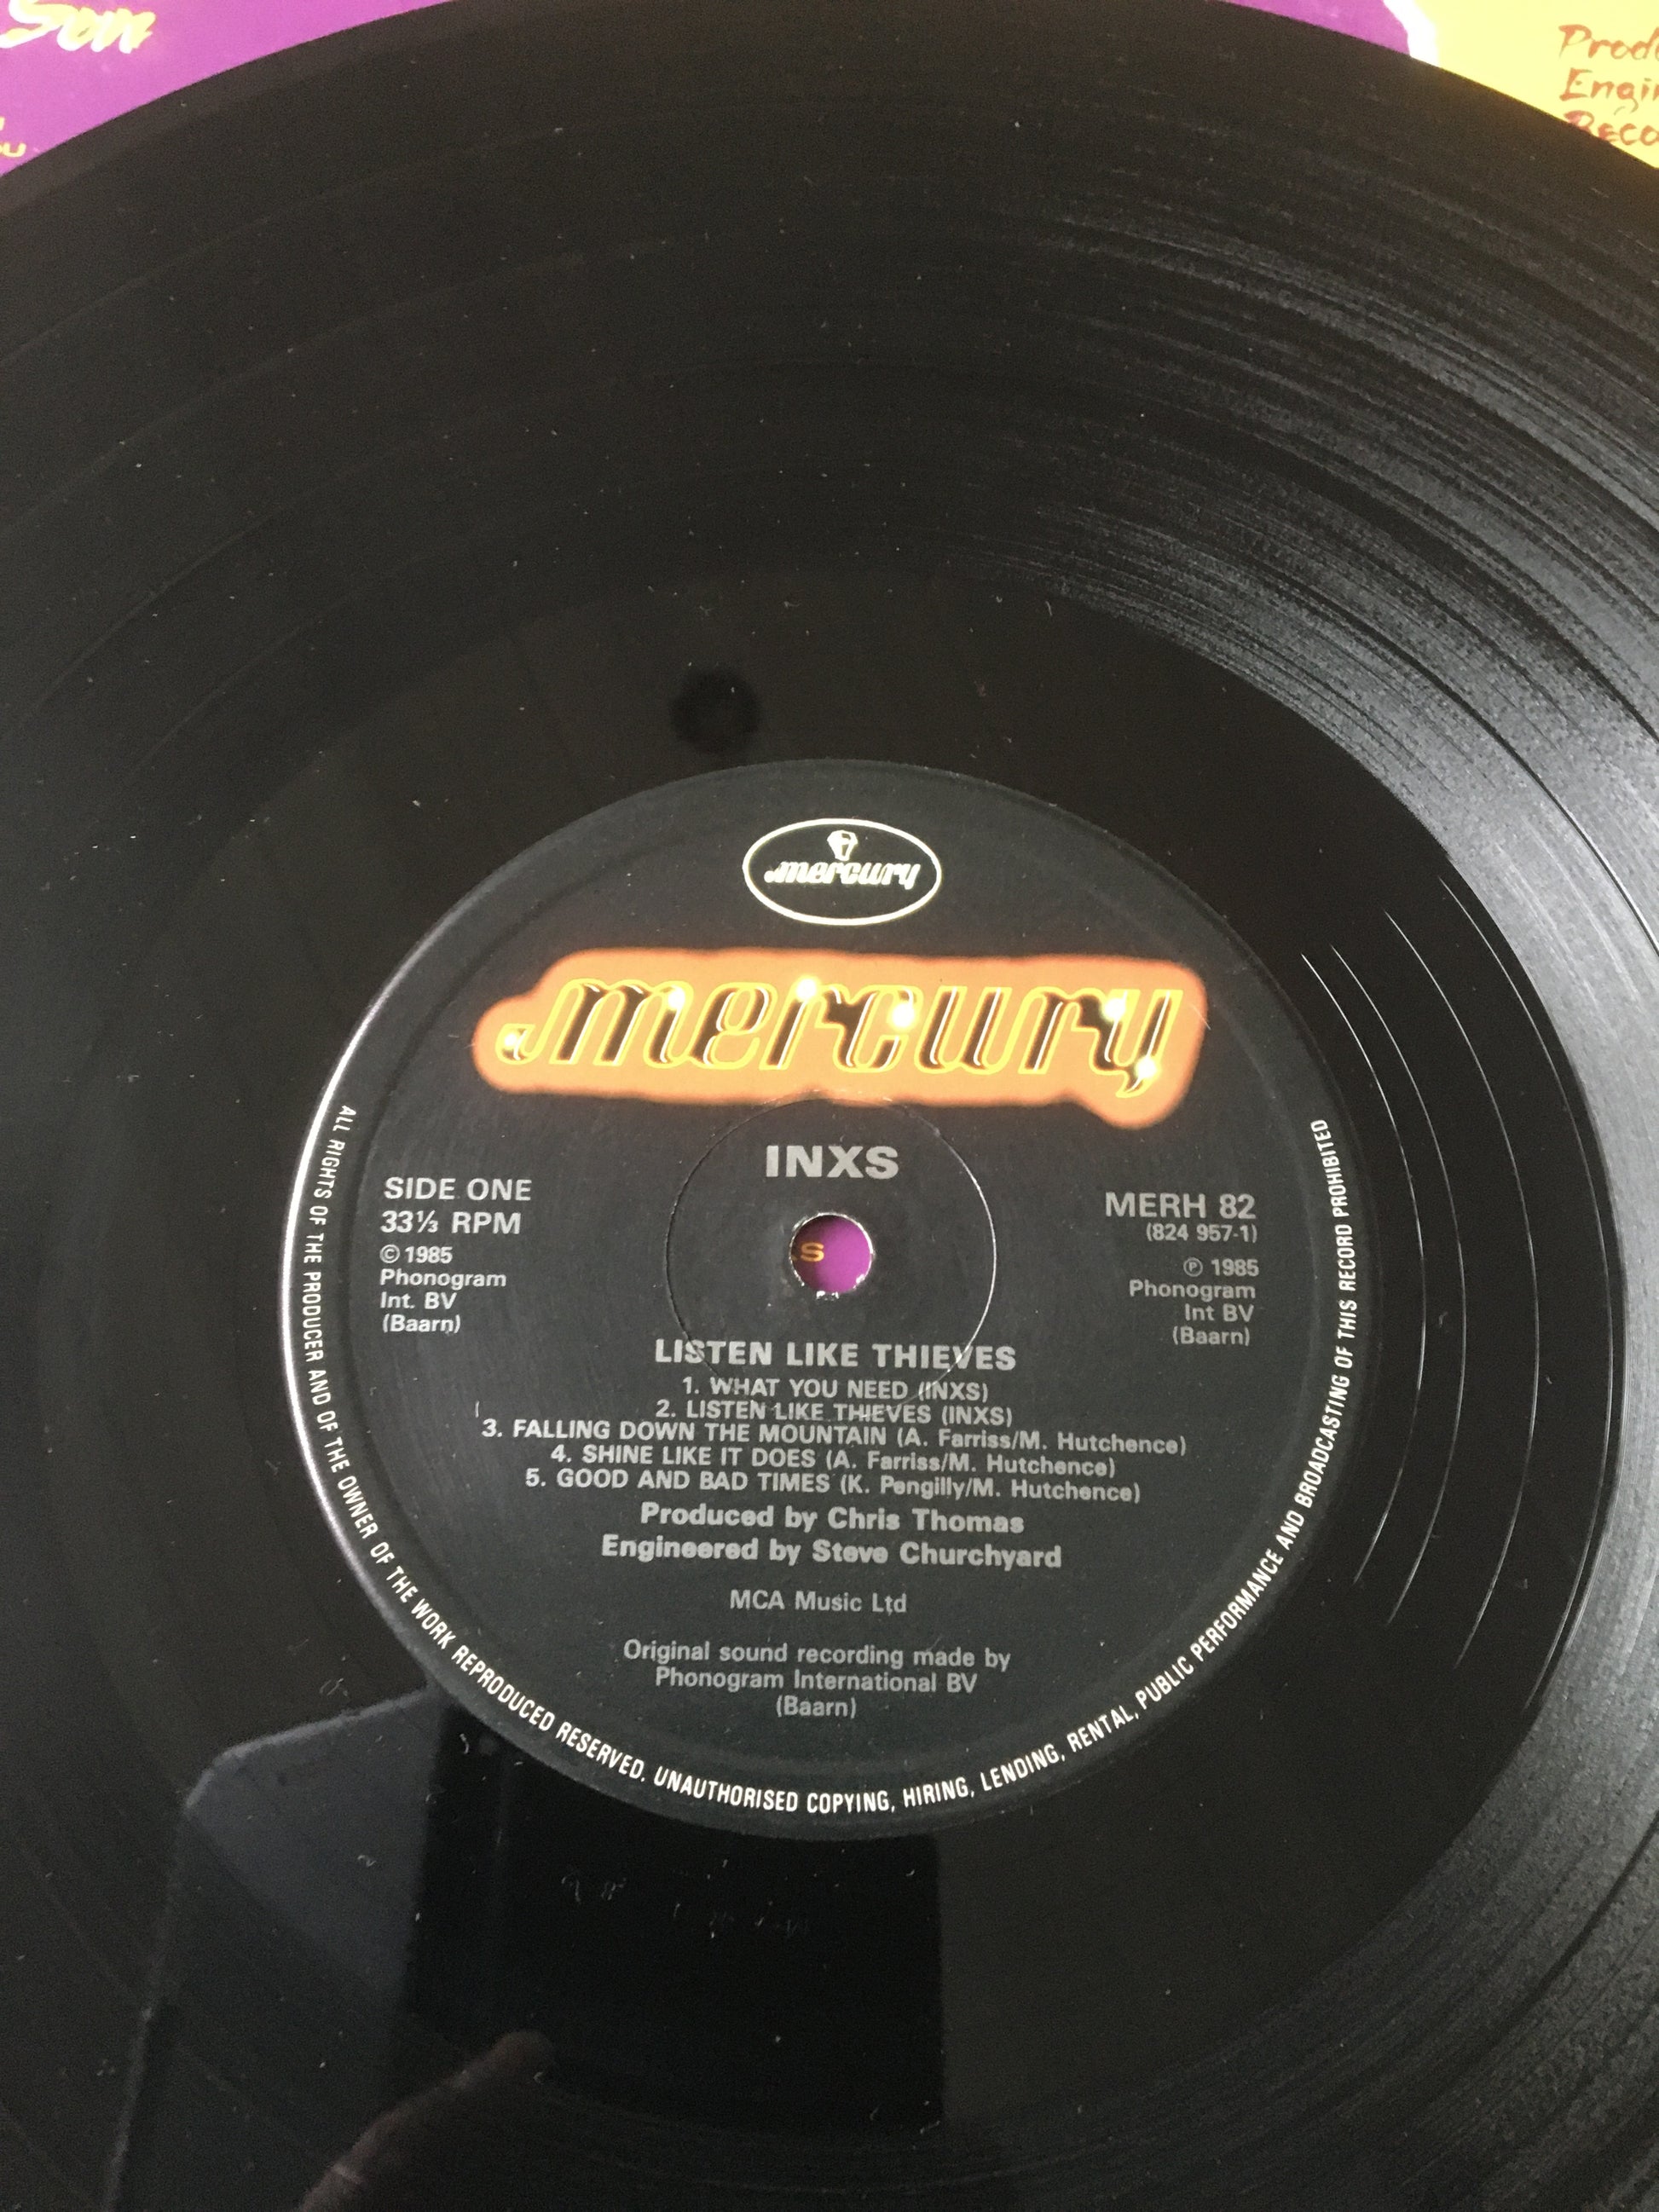 Son
Prod
Engi
Reco
mercury
mercury
INXS
SIDE ONE
33⅓ RPM
© 1985
Phonogram
Int. BV
(Baarn)
MERH 82
(824 957-1)
℗ 1985
Phonogram
Int BV
(Baarn)
S
LISTEN LIKE THIEVES
1. WHAT YOU NEED (INXS)
2. LISTEN LIKE THIEVES (INXS)
3. FALLING DOWN THE MOUNTAIN (A. Farriss/M. Hutchence)
4. SHINE LIKE IT DOES (A. Farriss/M. Hutchence)
5. GOOD AND BAD TIMES (K. Pengilly/M. Hutchence)
Produced by Chris Thomas
Engineered by Steve Churchyard
MCA Music Ltd
Original sound recording made by
Phonogram International BV
(Baarn)
ALL RIGHTS OF THE PRODUCER AND OF THE OWNER OF THE WORK REPRODUCED RESERVED. UNAUTHORISED COPYING, HIRING, LENDING, RENTAL, PUBLIC PERFORMANCE AND BROADCASTING OF THIS RECORD PROHIBITED